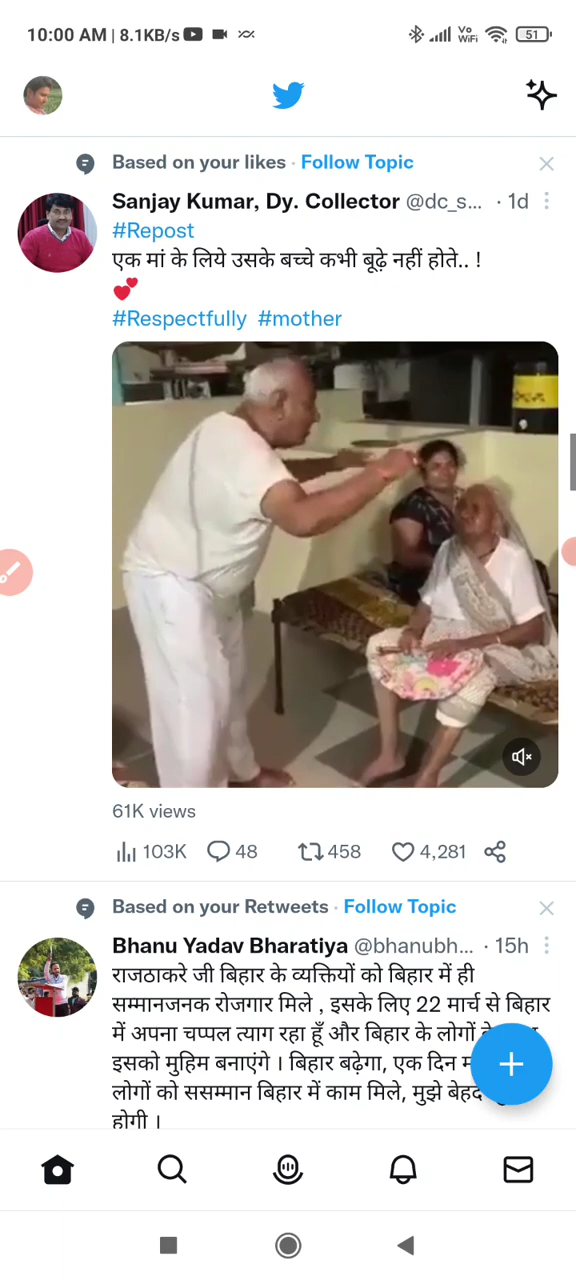 10:00 AM | 8.1KB/s
Vo
WiFi
51
Based on your likes · Follow Topic
Sanjay Kumar, Dy. Collector @dc_s... · 1d
#Repost
एक मां के लिये उसके बच्चे कभी बूढ़े नहीं होते.. !
💕
#Respectfully #mother
61K views
103K 48 458 4,281
Based on your Retweets · Follow Topic
Bhanu Yadav Bharatiya @bhanubh... · 15h
राजठाकरे जी बिहार के व्यक्तियों को बिहार में ही
सम्मानजनक रोजगार मिले , इसके लिए 22 मार्च से बिहार
में अपना चप्पल त्याग रहा हूँ और बिहार के लोगों
इसको मुहिम बनाएंगे । बिहार बढ़ेगा, एक दिन
लोगों को ससम्मान बिहार में काम मिले, मुझे बेहद
होगी ।